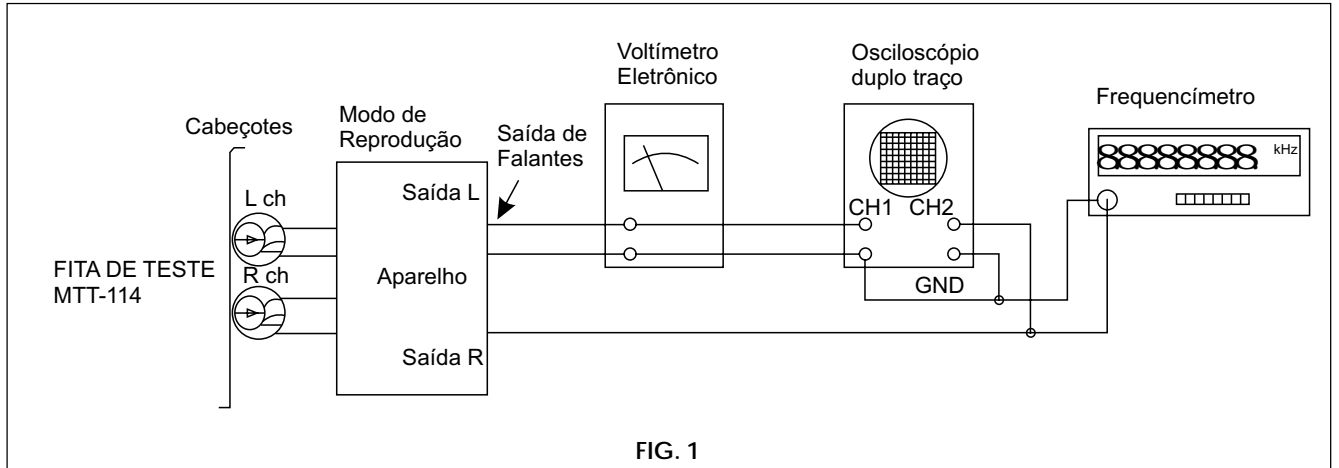 Voltímetro
Eletrônico
Osciloscópio
duplo traço
Frequencímetro
88888888 kHz
Cabeçotes
Modo de
Reprodução
Saída de
Falantes
L ch
Saída L
CH1 CH2
FITA DE TESTE
MTT-114
R ch
Aparelho
GND
Saída R
FIG. 1